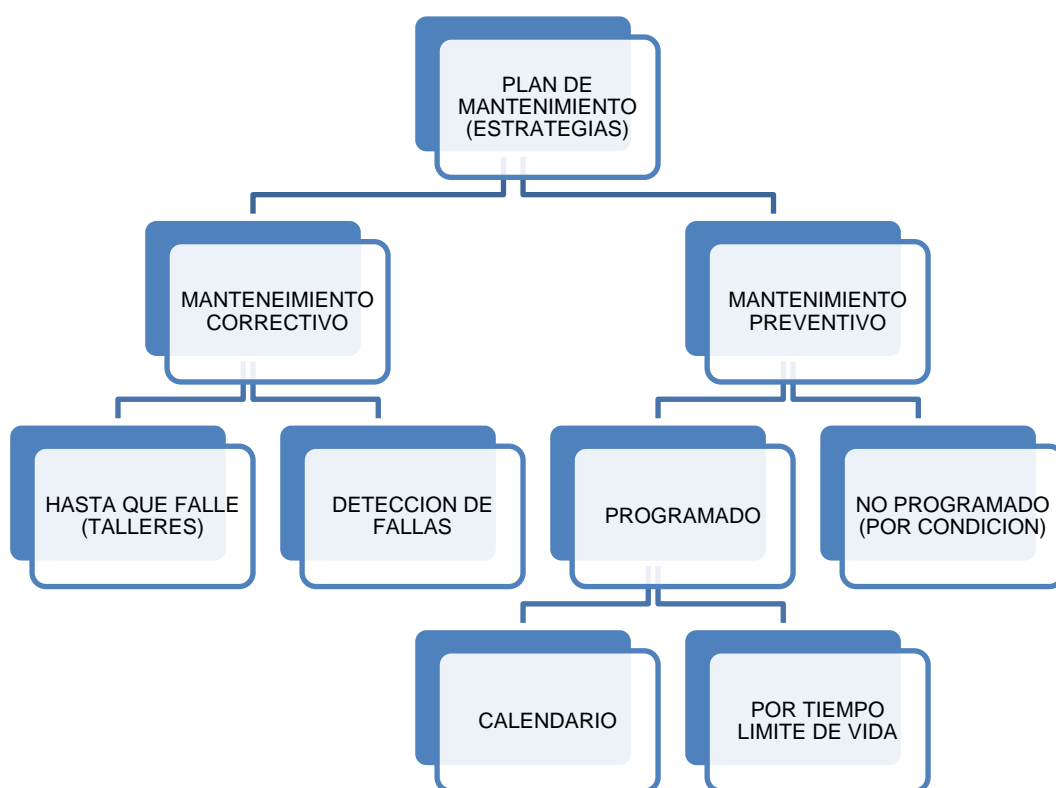 PLAN DE
MANTENIMIENTO
(ESTRATEGIAS)
MANTENEIMIENTO
CORRECTIVO
MANTENIMIENTO
PREVENTIVO
HASTA QUE FALLE
(TALLERES)
DETECCION DE
FALLAS
PROGRAMADO
NO PROGRAMADO
(POR CONDICION)
CALENDARIO
POR TIEMPO
LIMITE DE VIDA